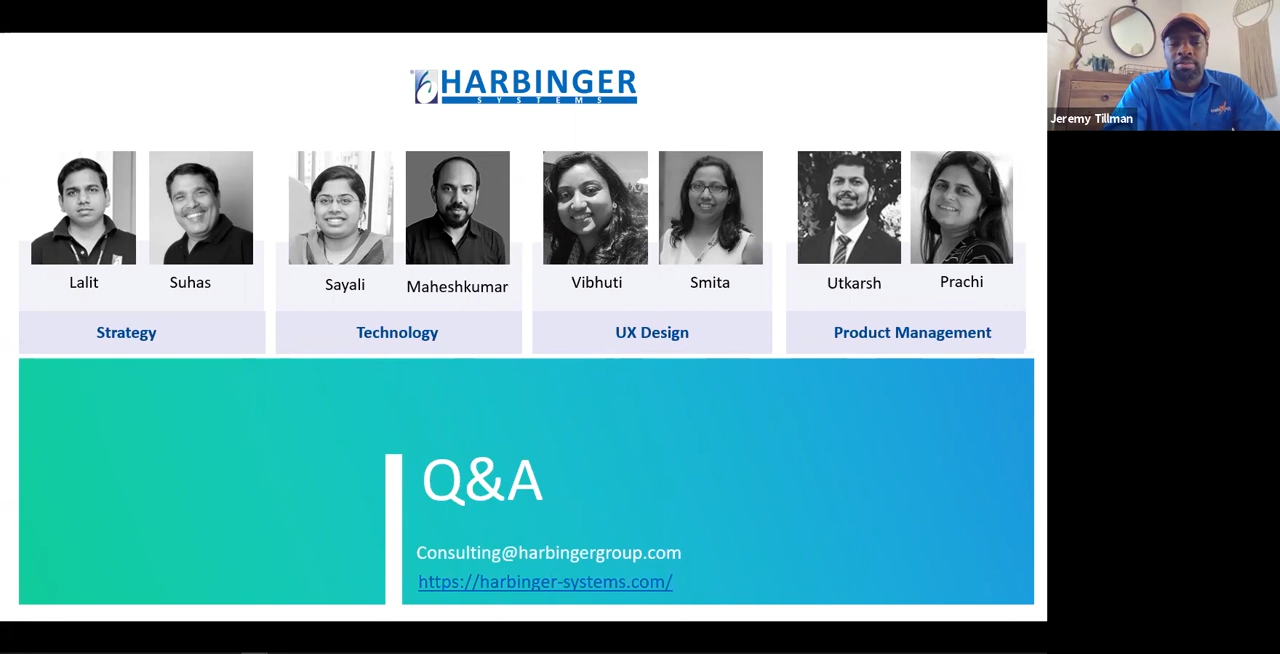 HARBINGER
SYSTEMS
Jeremy Tillman
Lalit
Suhas
Sayali
Maheshkumar
Vibhuti
Smita
Utkarsh
Prachi
Strategy
Technology
UX Design
Product Management
Q&A
Consulting@harbingergroup.com
https://harbinger-systems.com/